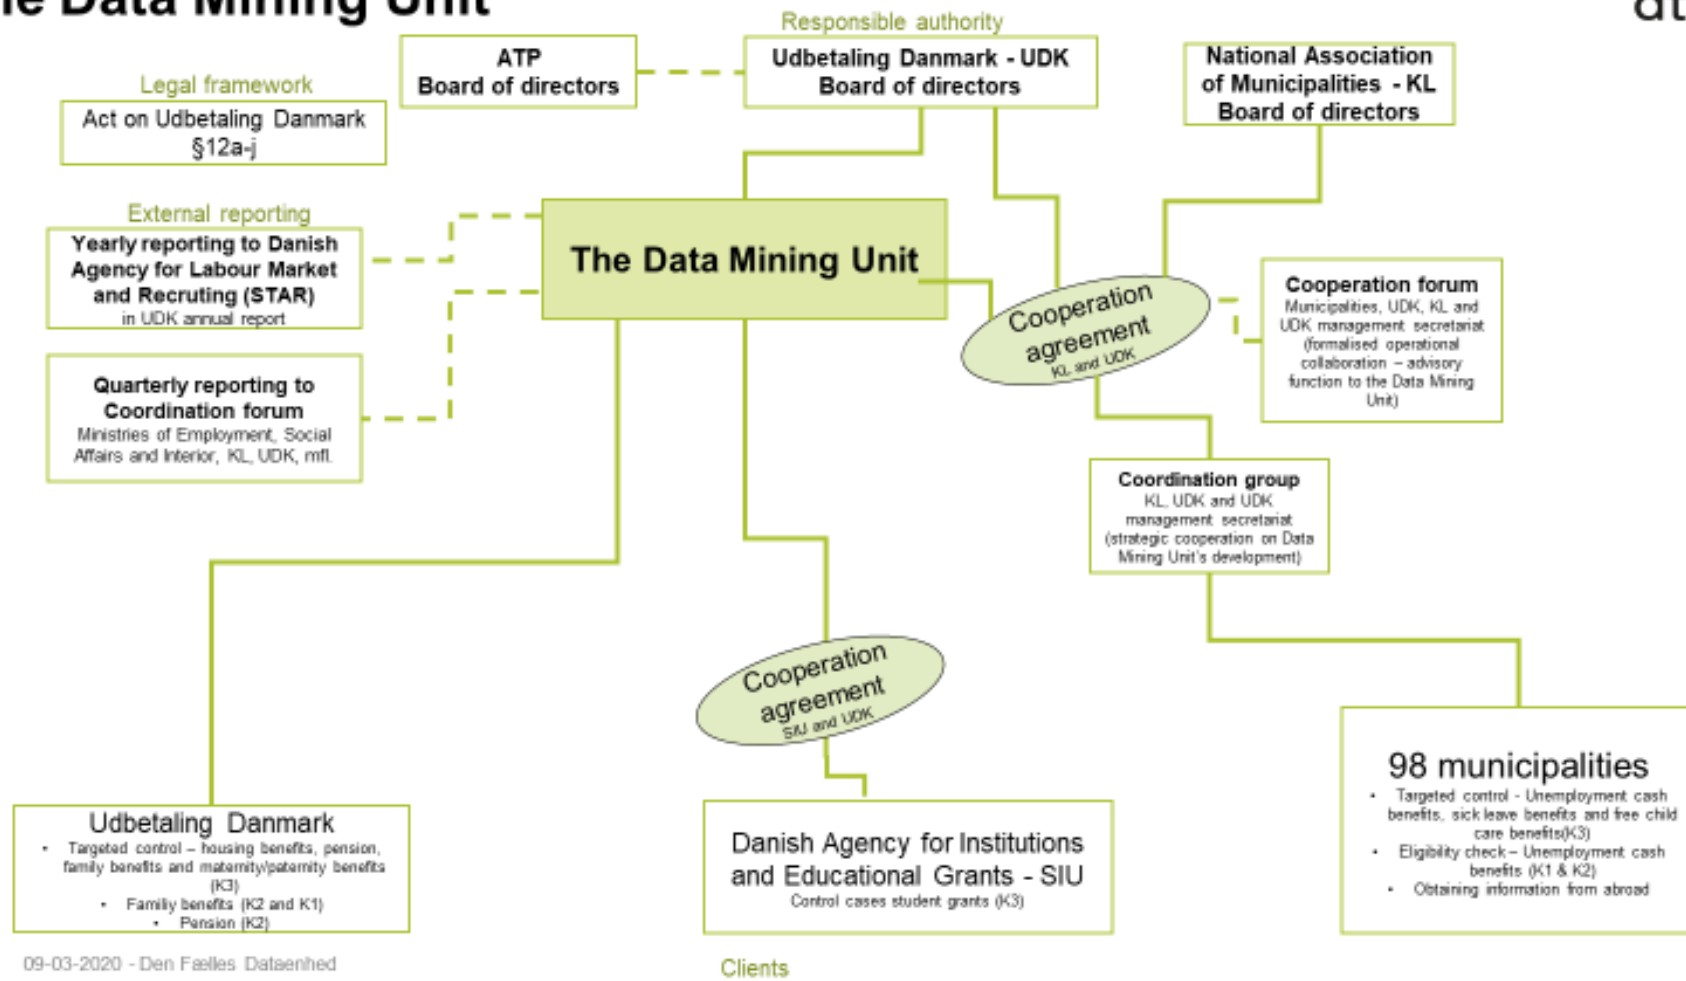 e Data Mining Unit
at
Responsible authority
ATP
Board of directors
Udbetaling Danmark - UDK
Board of directors
National Association
of Municipalities - KL
Board of directors
Legal framework
Act on Udbetaling Danmark
§12a-j
External reporting
Yearly reporting to Danish
Agency for Labour Market
and Recruting (STAR)
in UDK annual report
Quarterly reporting to
Coordination forum
Ministries of Employment, Social
Affairs and Interior, KL, UDK, mfl.
The Data Mining Unit
Cooperation
agreement
KL and UDK
Cooperation forum
Municipalities, UDK, KL and
UDK management secretariat
(formalised operational
collaboration – advisory
function to the Data Mining
Unit)
Coordination group
KL, UDK and UDK
management secretariat
(strategic cooperation on Data
Mining Unit's development)
Cooperation
agreement
SIU and UDK
Udbetaling Danmark
• Targeted control – housing benefits, pension,
family benefits and maternity/paternity benefits
(K3)
• Familiy benefits (K2 and K1)
• Pension (K2)
Danish Agency for Institutions
and Educational Grants - SIU
Control cases student grants (K3)
98 municipalities
• Targeted control - Unemployment cash
benefits, sick leave benefits and free child
care benefits(K3)
• Eligibility check – Unemployment cash
benefits (K1 & K2)
• Obtaining information from abroad
09-03-2020 - Den Fælles Dataenhed
Clients